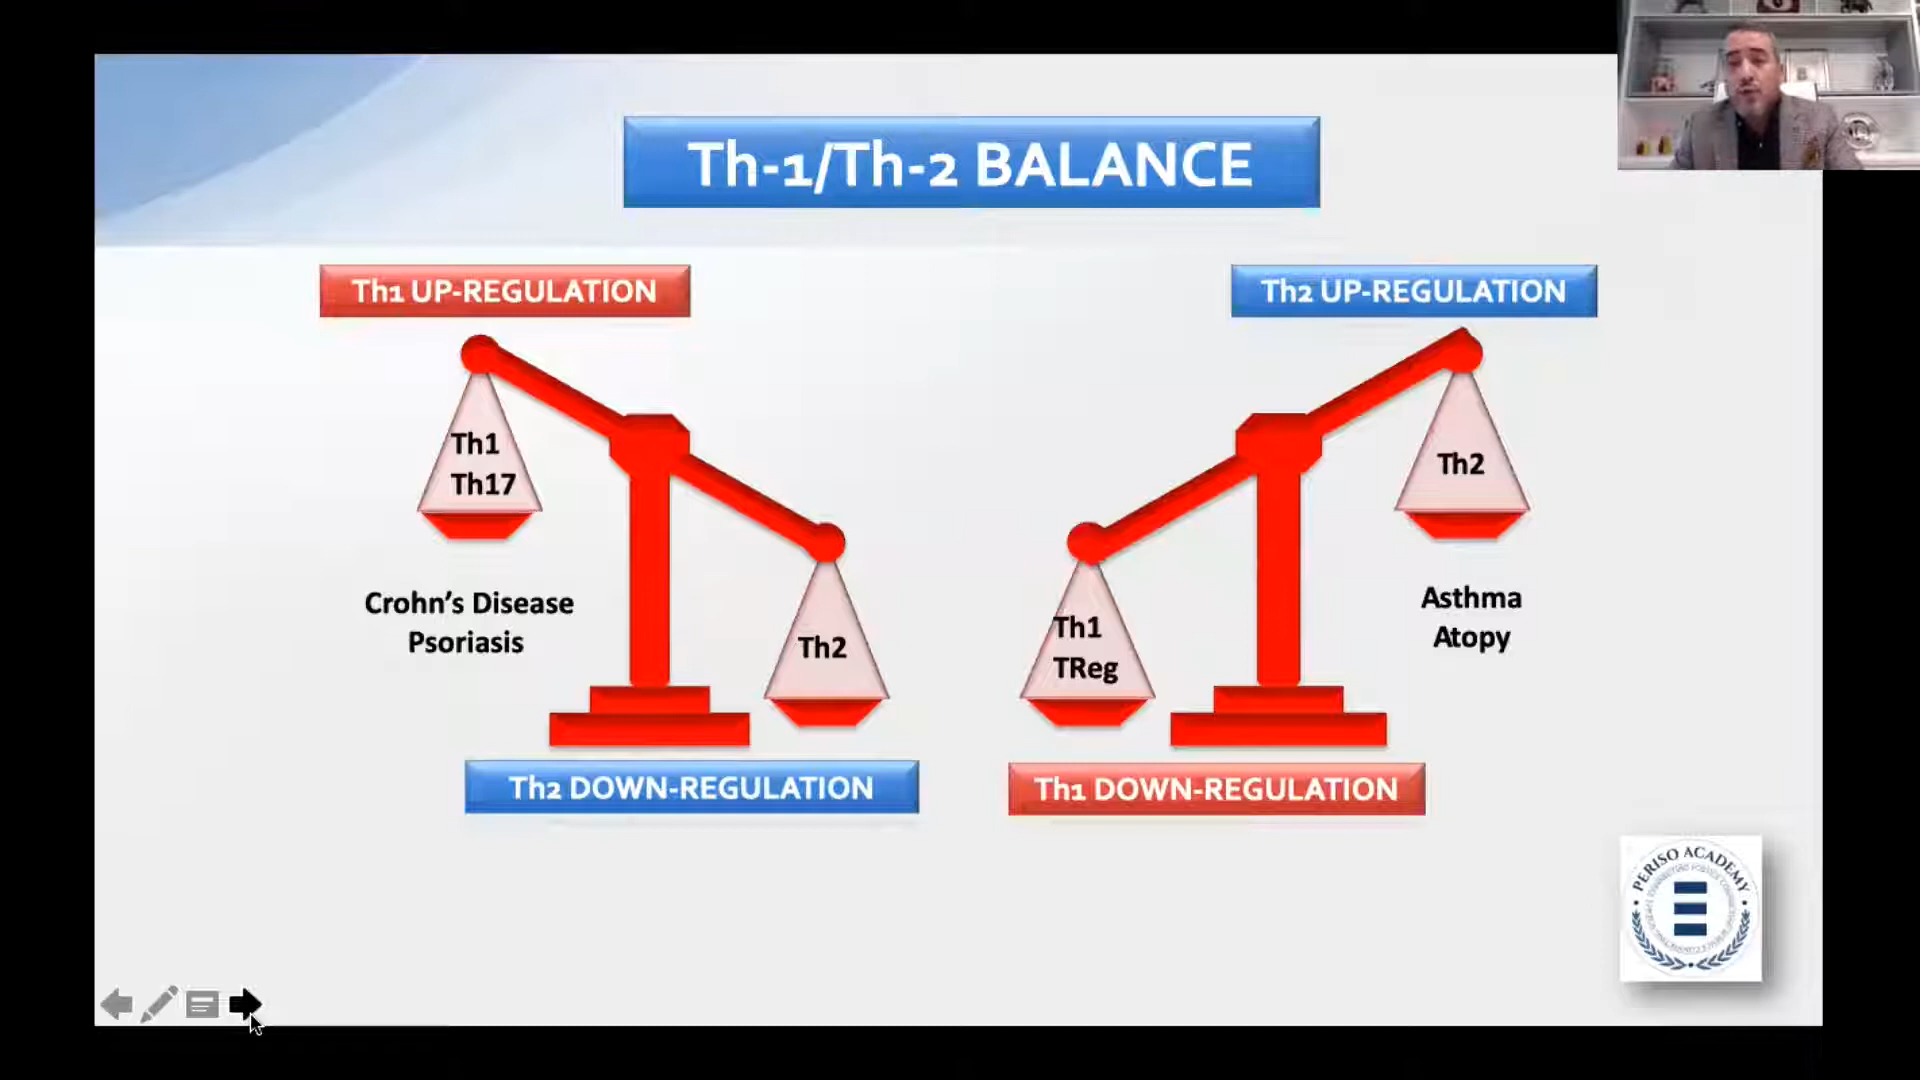 Th-1/Th-2 BALANCE
Th1 UP-REGULATION
Th2 UP-REGULATION
Th1
Th17
Th2
Th2
Th1
TReg
Crohn's Disease
Psoriasis
Asthma
Atopy
Th2 DOWN-REGULATION
Th1 DOWN-REGULATION
PERISO ACADEMY